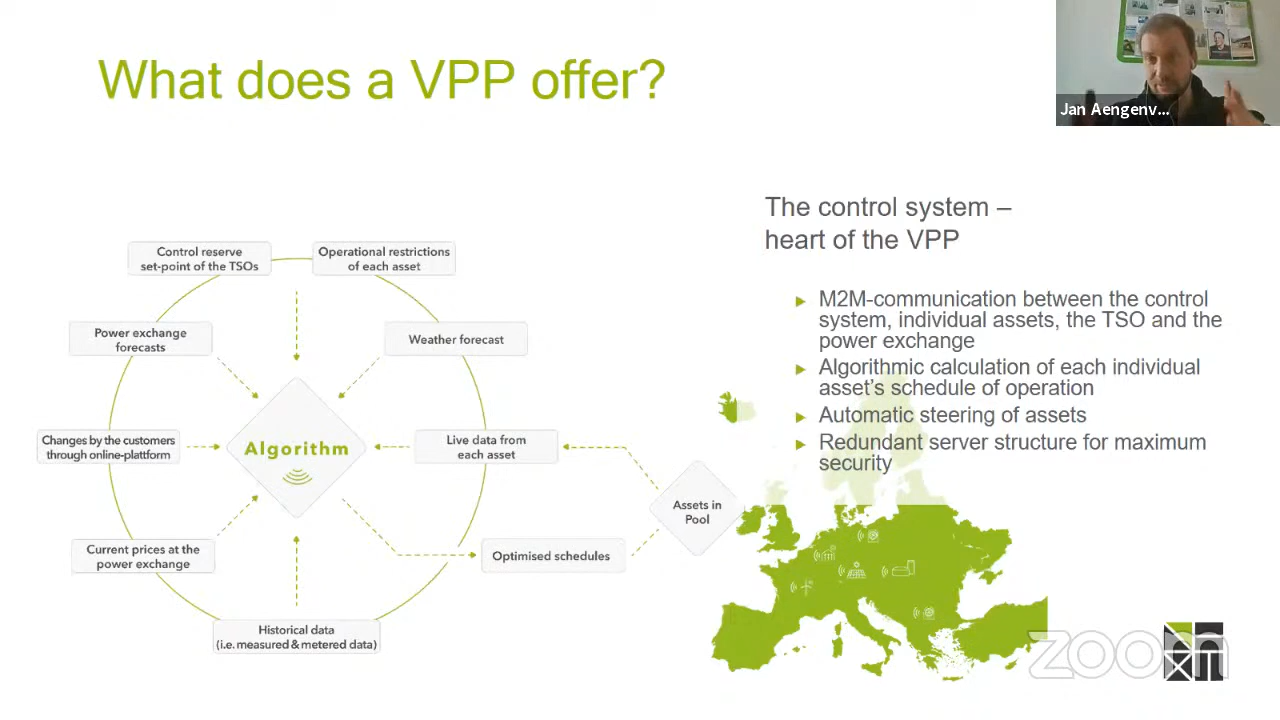 What does a VPP offer?
Jan Aengenv...
The control system –
heart of the VPP
M2M-communication between the control
system, individual assets, the TSO and the
power exchange
Algorithmic calculation of each individual
asset's schedule of operation
Automatic steering of assets
Redundant server structure for maximum
security
Control reserve
set-point of the TSOs
Operational restrictions
of each asset
Power exchange
forecasts
Weather forecast
Changes by the customers
through online-plattform
Algorithm
Live data from
each asset
Assets in
Pool
Current prices at the
power exchange
Optimised schedules
Historical data
(i.e. measured & metered data)
zoom